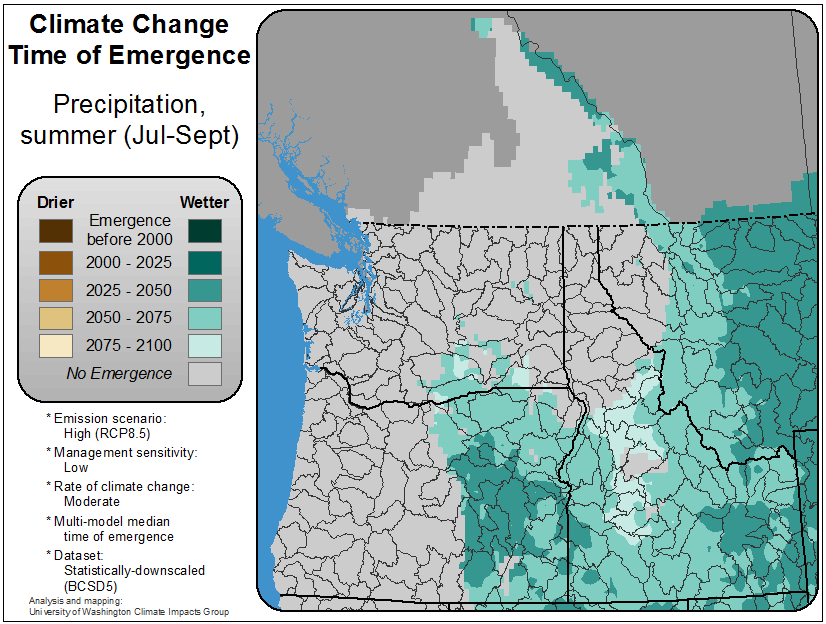 Climate Change
Time of Emergence
Precipitation,
summer (Jul-Sept)
Drier
Wetter
Emergence
before 2000
2000 - 2025
2025 - 2050
2050 - 2075
2075 - 2100
No Emergence
* Emission scenario:
High (RCP8.5)
* Management sensitivity:
Low
* Rate of climate change:
Moderate
* Multi-model median
time of emergence
* Dataset:
Statistically-downscaled
(BCSD5)
Analysis and mapping:
University of Washington Climate Impacts Group